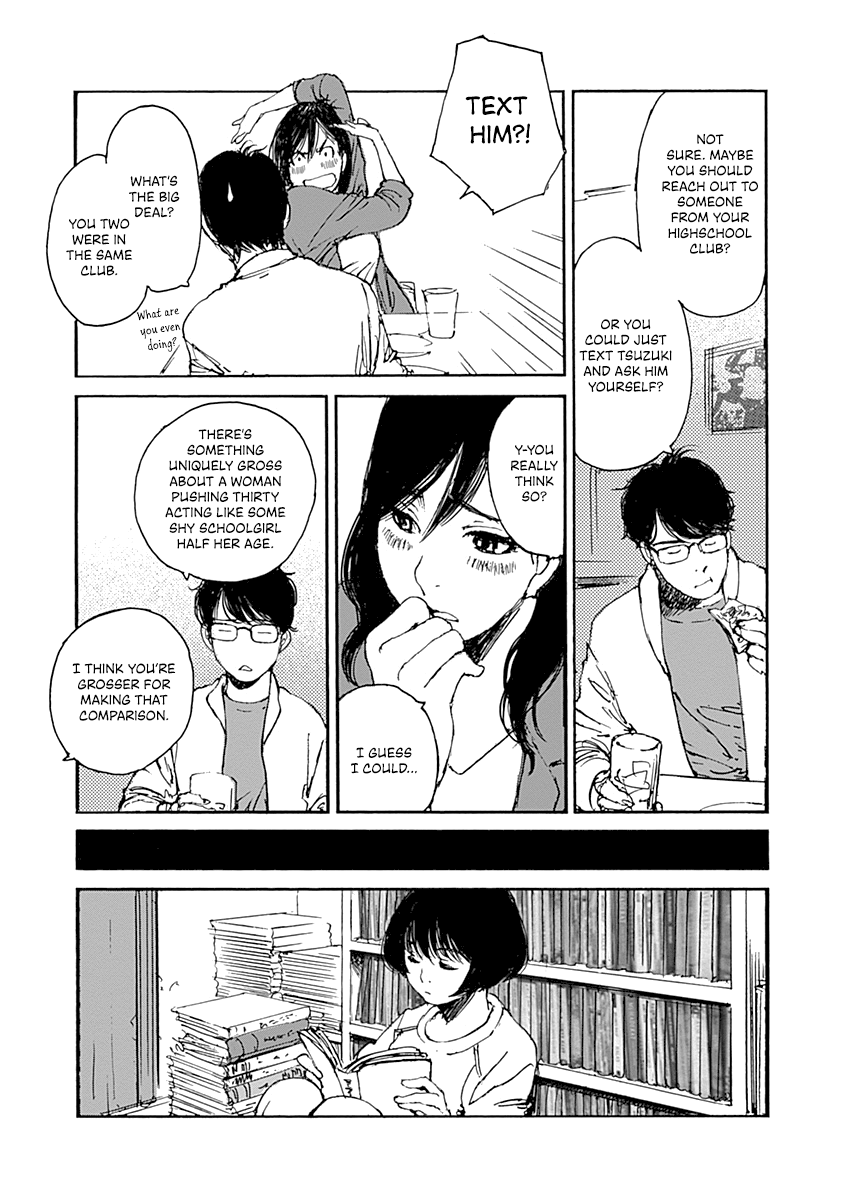 NOT
SURE. MAYBE
YOU SHOULD
REACH OUT TO
SOMEONE
FROM YOUR
HIGHSCHOOL
CLUB?
OR YOU
COULD JUST
TEXT TSUZUKI
AND ASK HIM
YOURSELF?
TEXT
HIM?!
WHAT'S
THE BIG
DEAL?
YOU TWO
WERE IN
THE SAME
CLUB.
What are
you even
doing?
Y-YOU
REALLY
THINK
SO?
I GUESS
I COULD...
THERE'S
SOMETHING
UNIQUELY GROSS
ABOUT A WOMAN
PUSHING THIRTY
ACTING LIKE SOME
SHY SCHOOLGIRL
HALF HER AGE.
I THINK YOU'RE
GROSSER FOR
MAKING THAT
COMPARISON.